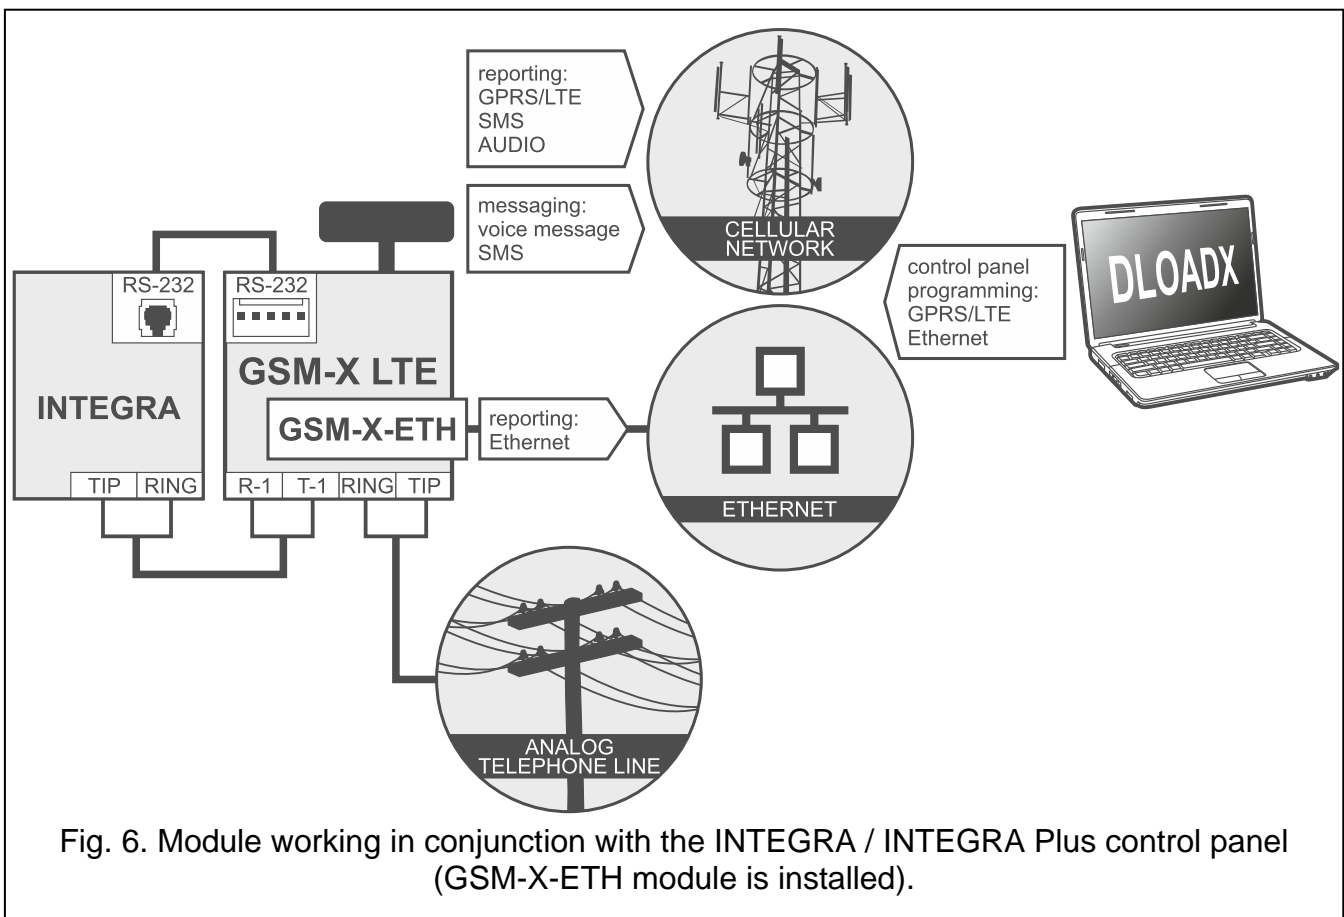 reporting:
GPRS/LTE
SMS
AUDIO
messaging:
voice message
SMS
CELLULAR
NETWORK
control panel
programming:
GPRS/LTE
Ethernet
DLOADX
RS-232
RS-232
INTEGRA
GSM-X LTE
GSM-X-ETH
reporting:
Ethernet
TIP RING
R-1 T-1 RING TIP
ETHERNET
ANALOG
TELEPHONE LINE
Fig. 6. Module working in conjunction with the INTEGRA / INTEGRA Plus control panel
(GSM-X-ETH module is installed).